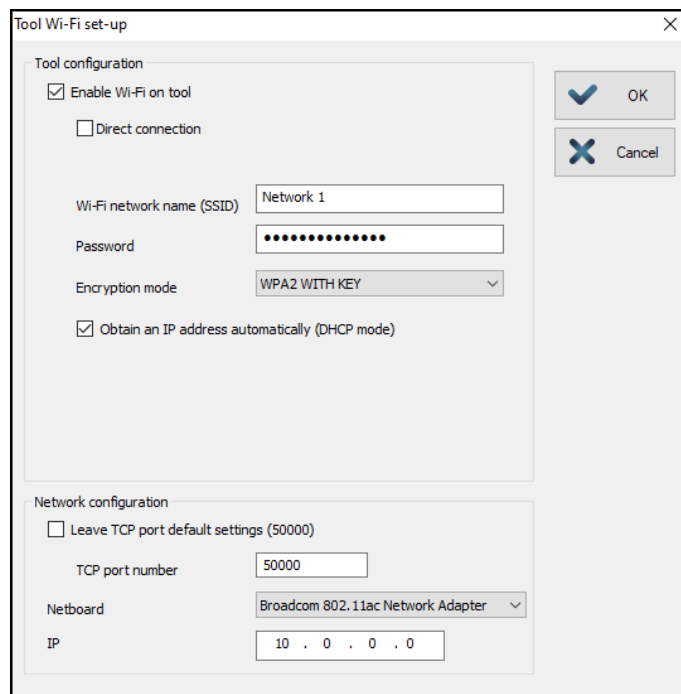 Tool Wi-Fi set-up
Tool configuration
Enable Wi-Fi on tool
OK
Direct connection
Cancel
Wi-Fi network name (SSID) Network 1
Password ●●●●●●●●●●●●●●
Encryption mode WPA2 WITH KEY
Obtain an IP address automatically (DHCP mode)
Network configuration
Leave TCP port default settings (50000)
TCP port number 50000
Netboard Broadcom 802.11ac Network Adapter
IP 10 . 0 . 0 . 0